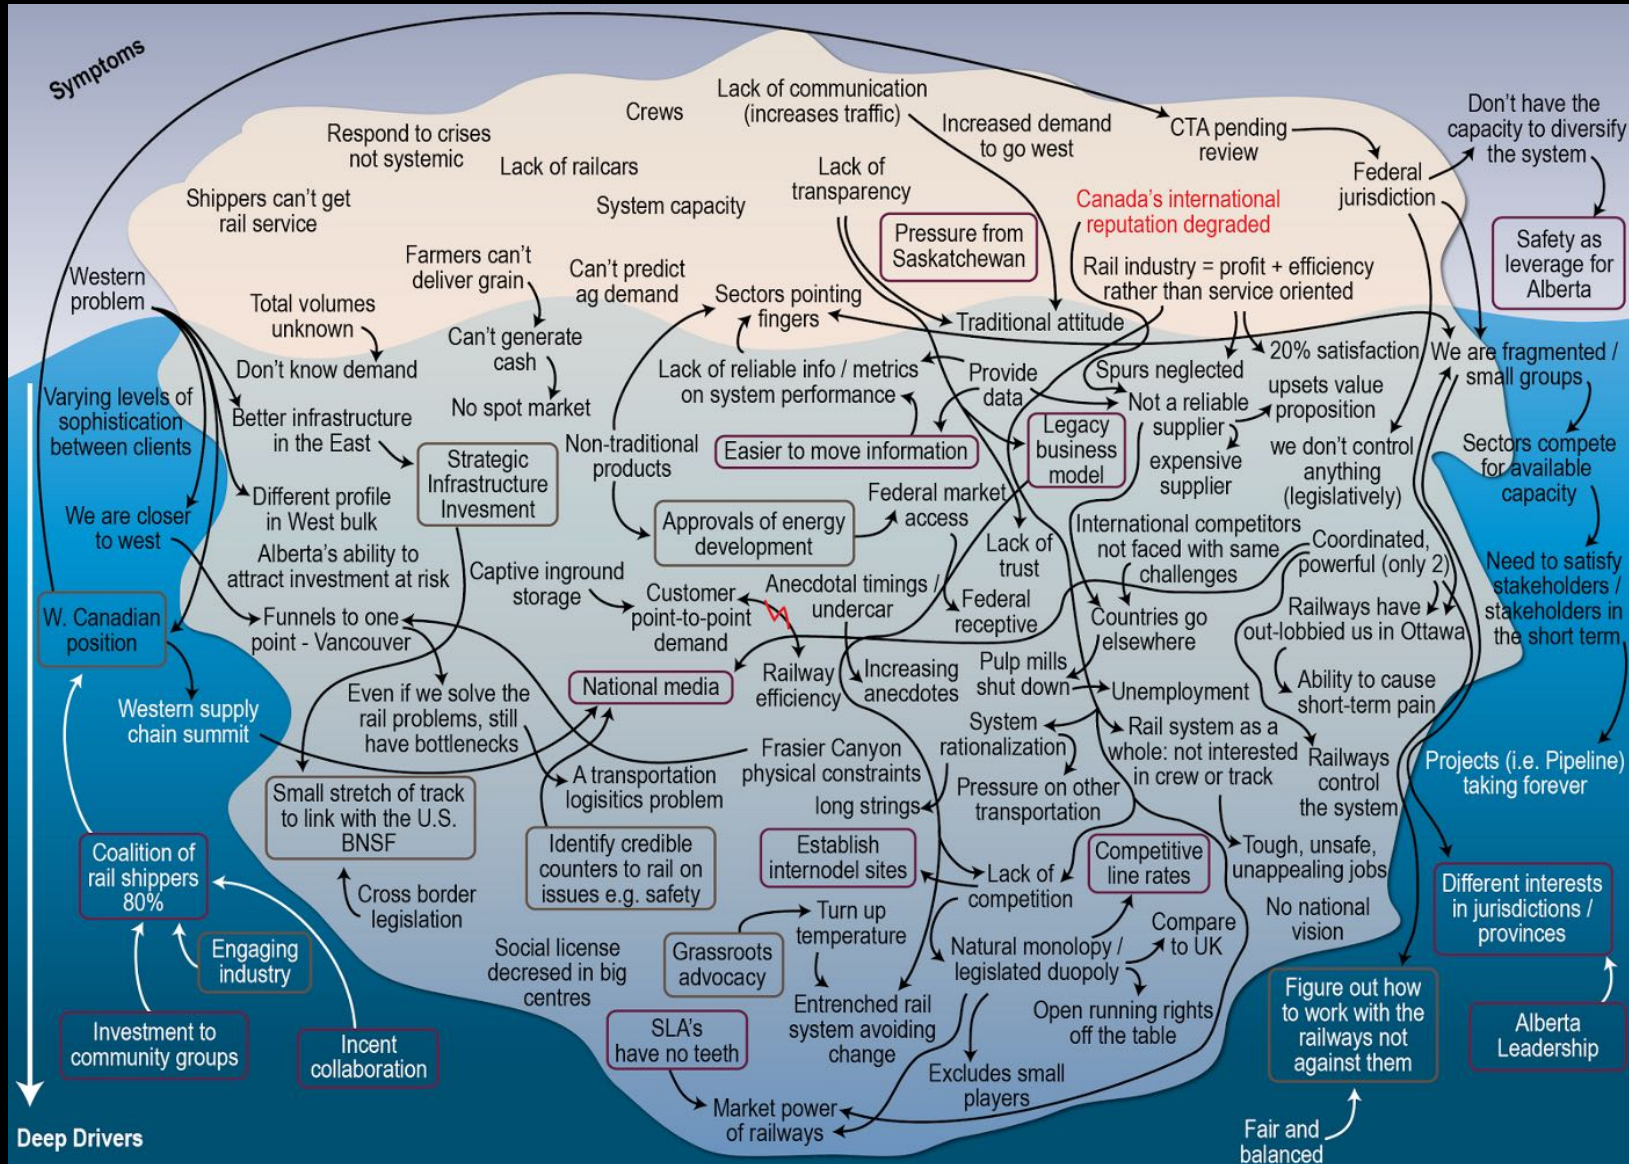 Symptoms
Crews
Lack of communication
(increases traffic)
Respond to crises
not systemic
Lack of railcars
Increased demand
to go west
CTA pending
review
Don't have the
capacity to diversify
the system
Shippers can't get
rail service
System capacity
Lack of
transparency
Federal
jurisdiction
Canada's international
reputation degraded
Pressure from
Saskatchewan
Safety as
leverage for
Alberta
Western
problem
Farmers can't
deliver grain
Can't predict
ag demand
Rail industry = profit + efficiency
rather than service oriented
Total volumes
unknown
Sectors pointing
fingers
Traditional attitude
Can't generate
cash
Don't know demand
Lack of reliable info / metrics
on system performance
Provide
data
Spurs neglected
20% satisfaction
We are fragmented /
small groups
Varying levels of
sophistication
between clients
Better infrastructure
in the East
No spot market
Not a reliable
supplier
upsets value
proposition
Non-traditional
products
Easier to move information
Legacy
business
model
expensive
supplier
we don't control
anything
(legislatively)
Sectors compete
for available
capacity
Strategic
Infrastructure
Invesment
Different profile
in West bulk
We are closer
to west
Federal market
access
Approvals of energy
development
Lack of
trust
International competitors
not faced with same
challenges
Coordinated,
powerful (only 2)
Alberta's ability to
attract investment at risk
Captive inground
storage
Customer
point-to-point
demand
Anecdotal timings /
undercar
Federal
receptive
Countries go
elsewhere
Railways have
out-lobbied us in Ottawa
Need to satisfy
stakeholders /
stakeholders in
the short term
W. Canadian
position
Funnels to one
point - Vancouver
Railway
efficiency
Increasing
anecdotes
Pulp mills
shut down
Unemployment
Ability to cause
short-term pain
National media
Even if we solve the
rail problems, still
have bottlenecks
Western supply
chain summit
System
rationalization
Rail system as a
whole: not interested
in crew or track
Railways
control
the system
Projects (i.e. Pipeline)
taking forever
Frasier Canyon
physical constraints
A transportation
logisitics problem
long strings
Pressure on other
transportation
Small stretch of track
to link with the U.S.
BNSF
Identify credible
counters to rail on
issues e.g. safety
Establish
internodel sites
Competitive
line rates
Tough, unsafe,
unappealing jobs
Coalition of
rail shippers
80%
Cross border
legislation
Lack of
competition
Different interests
in jurisdictions /
provinces
No national
vision
Turn up
temperature
Compare
to UK
Engaging
industry
Social license
decresed in big
centres
Grassroots
advocacy
Natural monolopy /
legislated duopoly
Entrenched rail
system avoiding
change
Open running rights
off the table
Figure out how
to work with the
railways not
against them
Alberta
Leadership
Investment to
community groups
Incent
collaboration
SLA's
have no teeth
Excludes small
players
Market power
of railways
Deep Drivers
Fair and
balanced